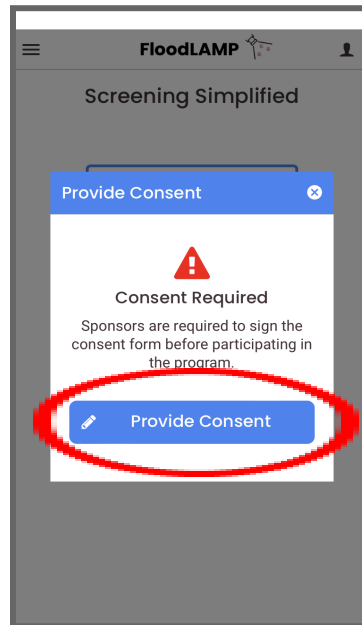 FloodLAMP
Screening Simplified
Provide Consent
Consent Required
Sponsors are required to sign the
consent form before participating in
the program.
Provide Consent